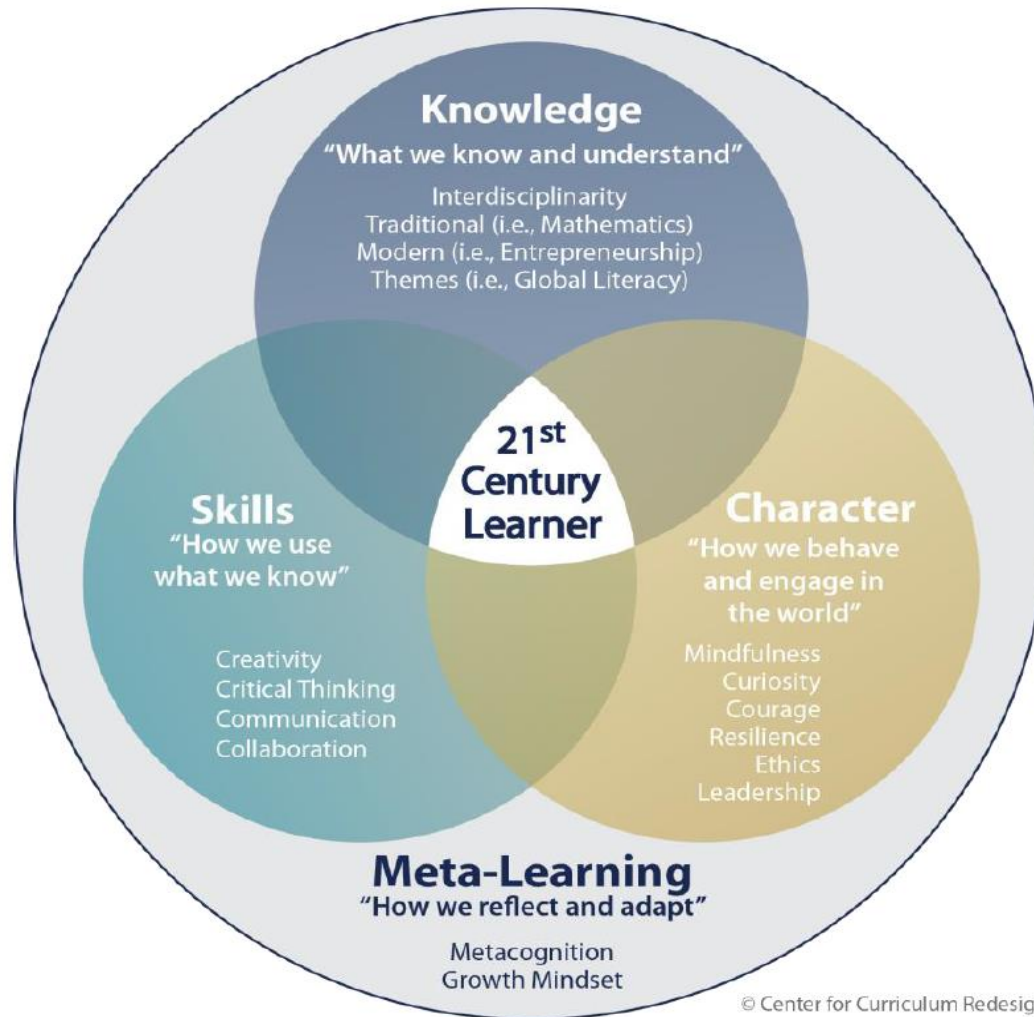 Knowledge
“What we know and understand”
Interdisciplinarity
Traditional (i.e., Mathematics)
Modern (i.e., Entrepreneurship)
Themes (i.e., Global Literacy)
21st
Century
Learner
Skills
“How we use
what we know”
Creativity
Critical Thinking
Communication
Collaboration
Character
“How we behave
and engage in
the world”
Mindfulness
Curiosity
Courage
Resilience
Ethics
Leadership
Meta-Learning
“How we reflect and adapt”
Metacognition
Growth Mindset
© Center for Curriculum Redesig